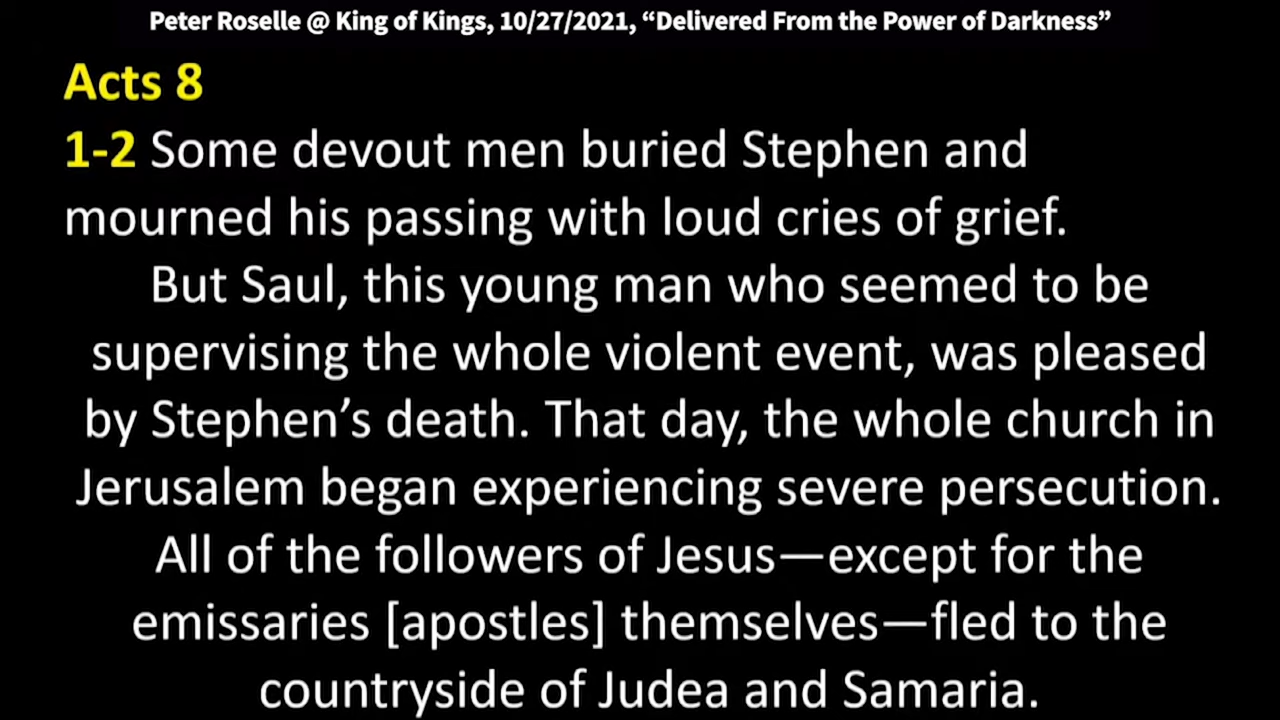 Peter Roselle @ King of Kings, 10/27/2021, “Delivered From the Power of Darkness”
Acts 8
1-2 Some devout men buried Stephen and
mourned his passing with loud cries of grief.
But Saul, this young man who seemed to be
supervising the whole violent event, was pleased
by Stephen’s death. That day, the whole church in
Jerusalem began experiencing severe persecution.
All of the followers of Jesus—except for the
emissaries [apostles] themselves—fled to the
countryside of Judea and Samaria.